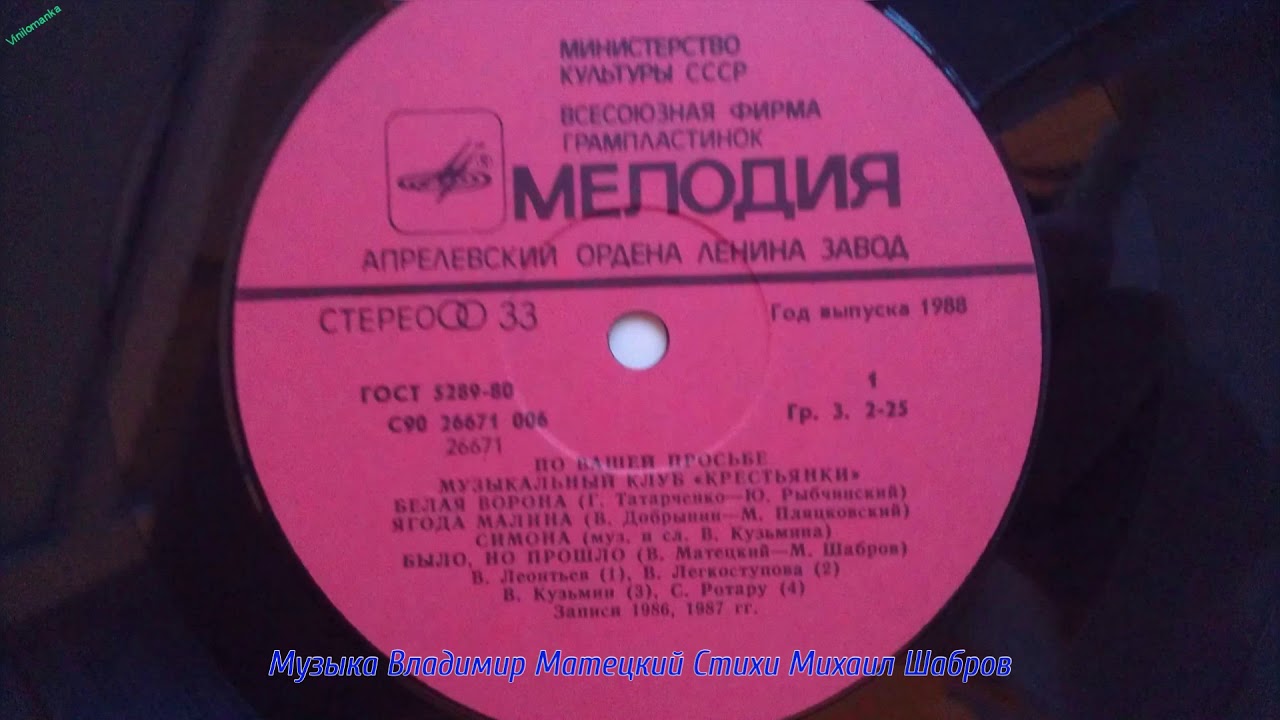 Vinilomanka
МИНИСТЕРСТВО
КУЛЬТУРЫ СССР
ВСЕСОЮЗНАЯ ФИРМА
ГРАМПЛАСТИНОК
МЕЛОДИЯ
АПРЕЛЕВСКИЙ ОРДЕНА ЛЕНИНА ЗАВОД
СТЕРЕО 33
Год выпуска 1988
ГОСТ 5289-80
1
С90 26671 006
Гр. 3. 2-25
26671
ПО ВАШЕЙ ПРОСЬБЕ
МУЗЫКАЛЬНЫЙ КЛУБ «КРЕСТЬЯНКИ»
БЕЛАЯ ВОРОНА (Г. Татарченко—Ю. Рыбчинский)
ЯГОДА МАЛИНА (В. Добрынин—М. Пляцковский)
СИМОНА (муз. и сл. В. Кузьмина)
БЫЛО, НО ПРОШЛО (В. Матецкий—М. Шабров)
В. Леонтьев (1), В. Легкоступова (2)
В. Кузьмин (3), С. Ротару (4)
Записи 1986, 1987 гг.
Музыка Владимир Матецкий Стихи Михаил Шабров